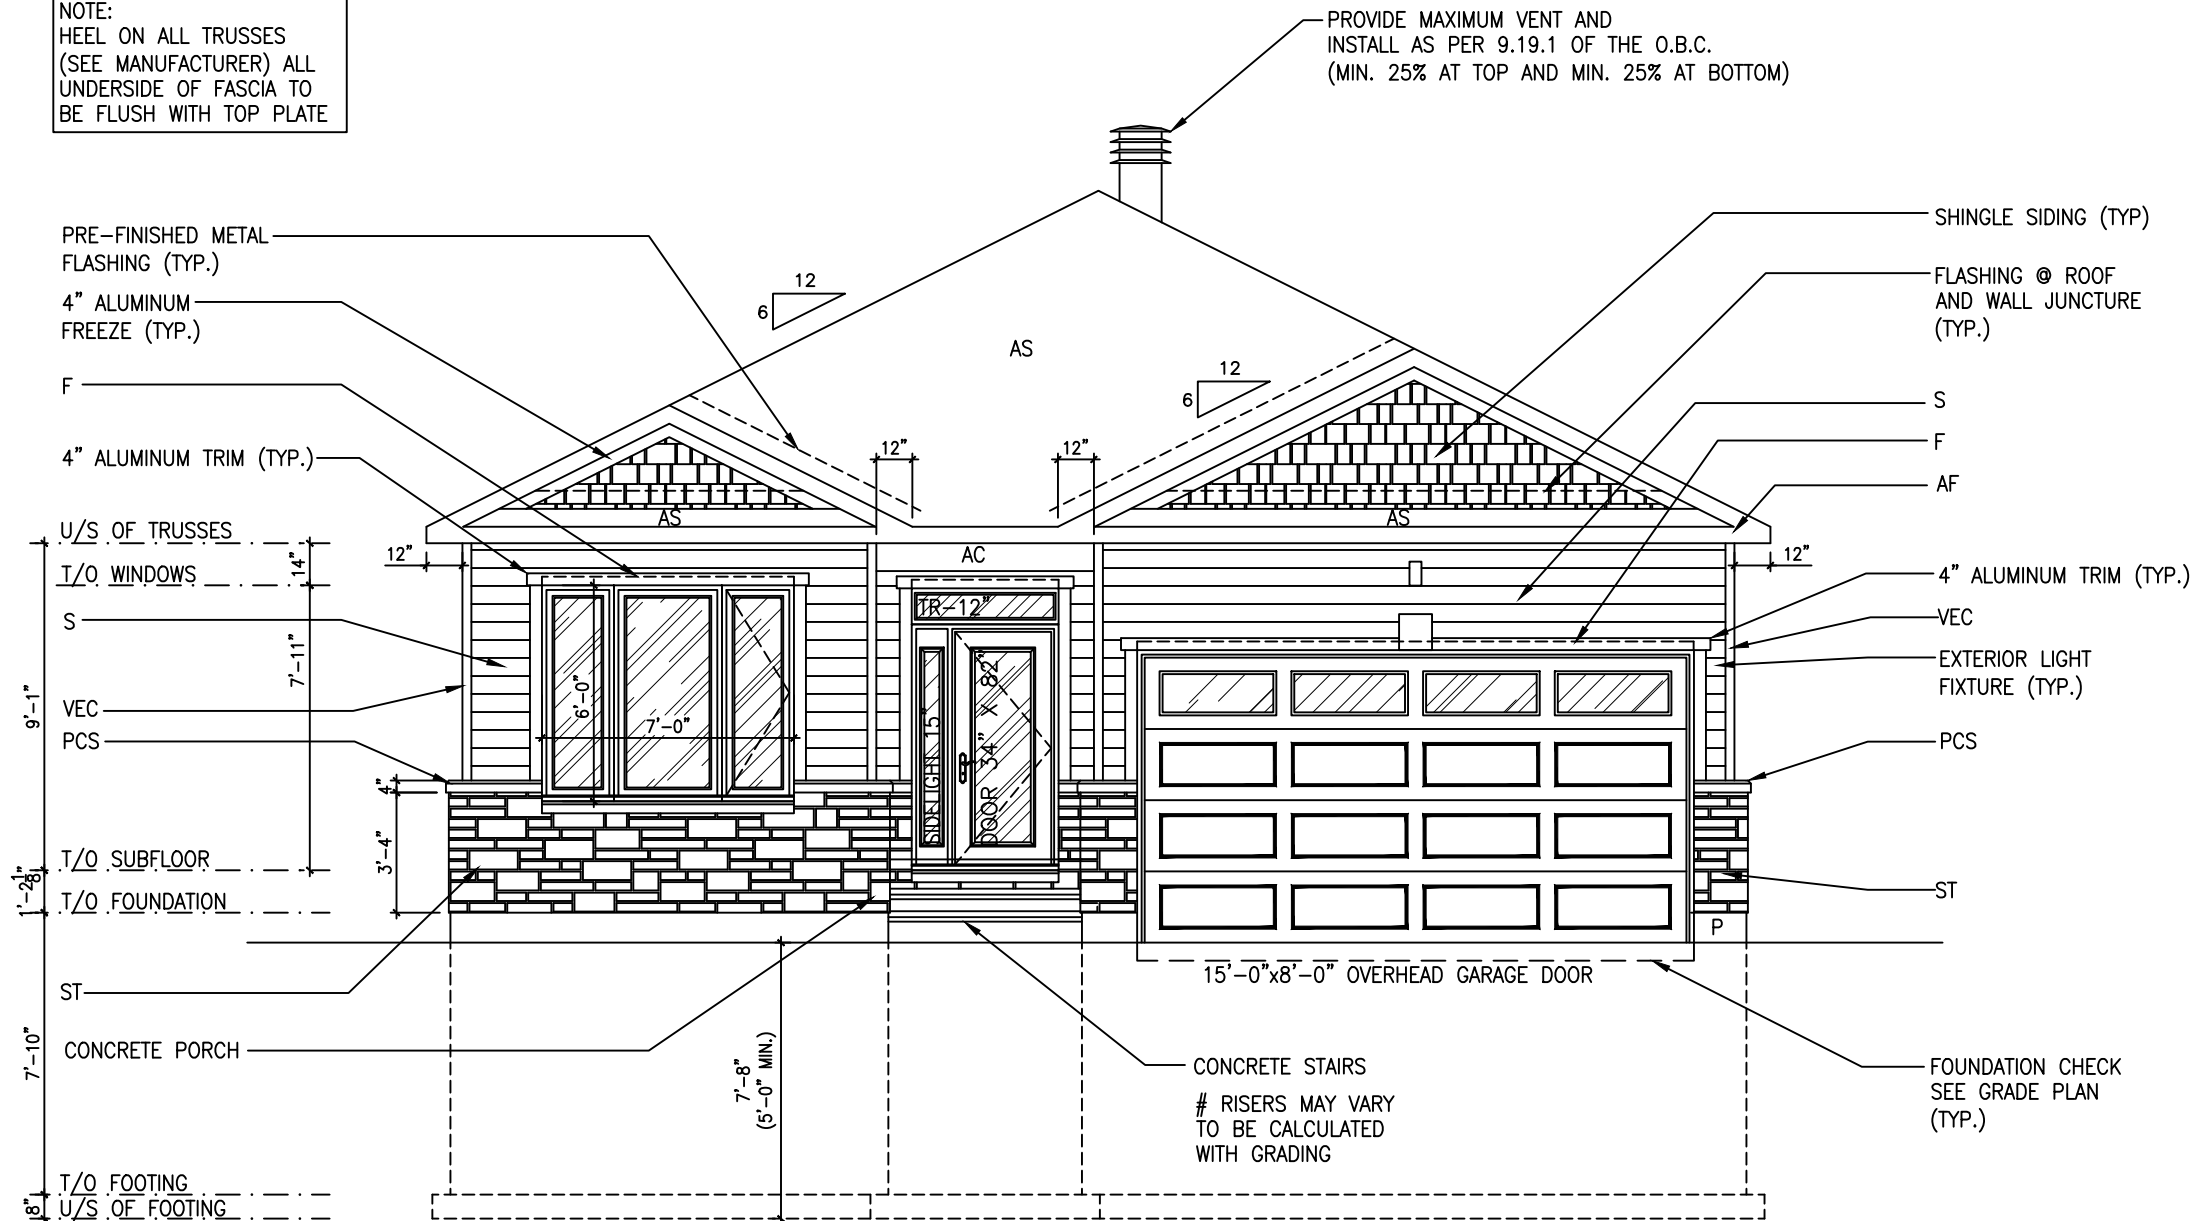 NOTE:
HEEL ON ALL TRUSSES
(SEE MANUFACTURER) ALL
UNDERSIDE OF FASCIA TO
BE FLUSH WITH TOP PLATE
PROVIDE MAXIMUM VENT AND
INSTALL AS PER 9.19.1 OF THE O.B.C.
(MIN. 25% AT TOP AND MIN. 25% AT BOTTOM)
PRE-FINISHED METAL
FLASHING (TYP.)
4" ALUMINUM
FREEZE (TYP.)
F
4" ALUMINUM TRIM (TYP.)
U/S OF TRUSSES
T/O WINDOWS
S
VEC
PCS
T/O SUBFLOOR
T/O FOUNDATION
ST
CONCRETE PORCH
T/O FOOTING
U/S OF FOOTING
9'-1"
1'-2 1/8"
7'-10"
8"
14"
7'-11"
12"
4"
3'-4"
12
6
AS
12
6
12"
12"
AS
AS
AC
TR-12"
6'-0"
7'-0"
SIDELIGHT 15"
DOOR 34" X 82"
12"
15'-0"x8'-0" OVERHEAD GARAGE DOOR
P
7'-8"
(5'-0" MIN.)
CONCRETE STAIRS
# RISERS MAY VARY
TO BE CALCULATED
WITH GRADING
SHINGLE SIDING (TYP)
FLASHING @ ROOF
AND WALL JUNCTURE
(TYP.)
S
F
AF
4" ALUMINUM TRIM (TYP.)
VEC
EXTERIOR LIGHT
FIXTURE (TYP.)
PCS
ST
FOUNDATION CHECK
SEE GRADE PLAN
(TYP.)